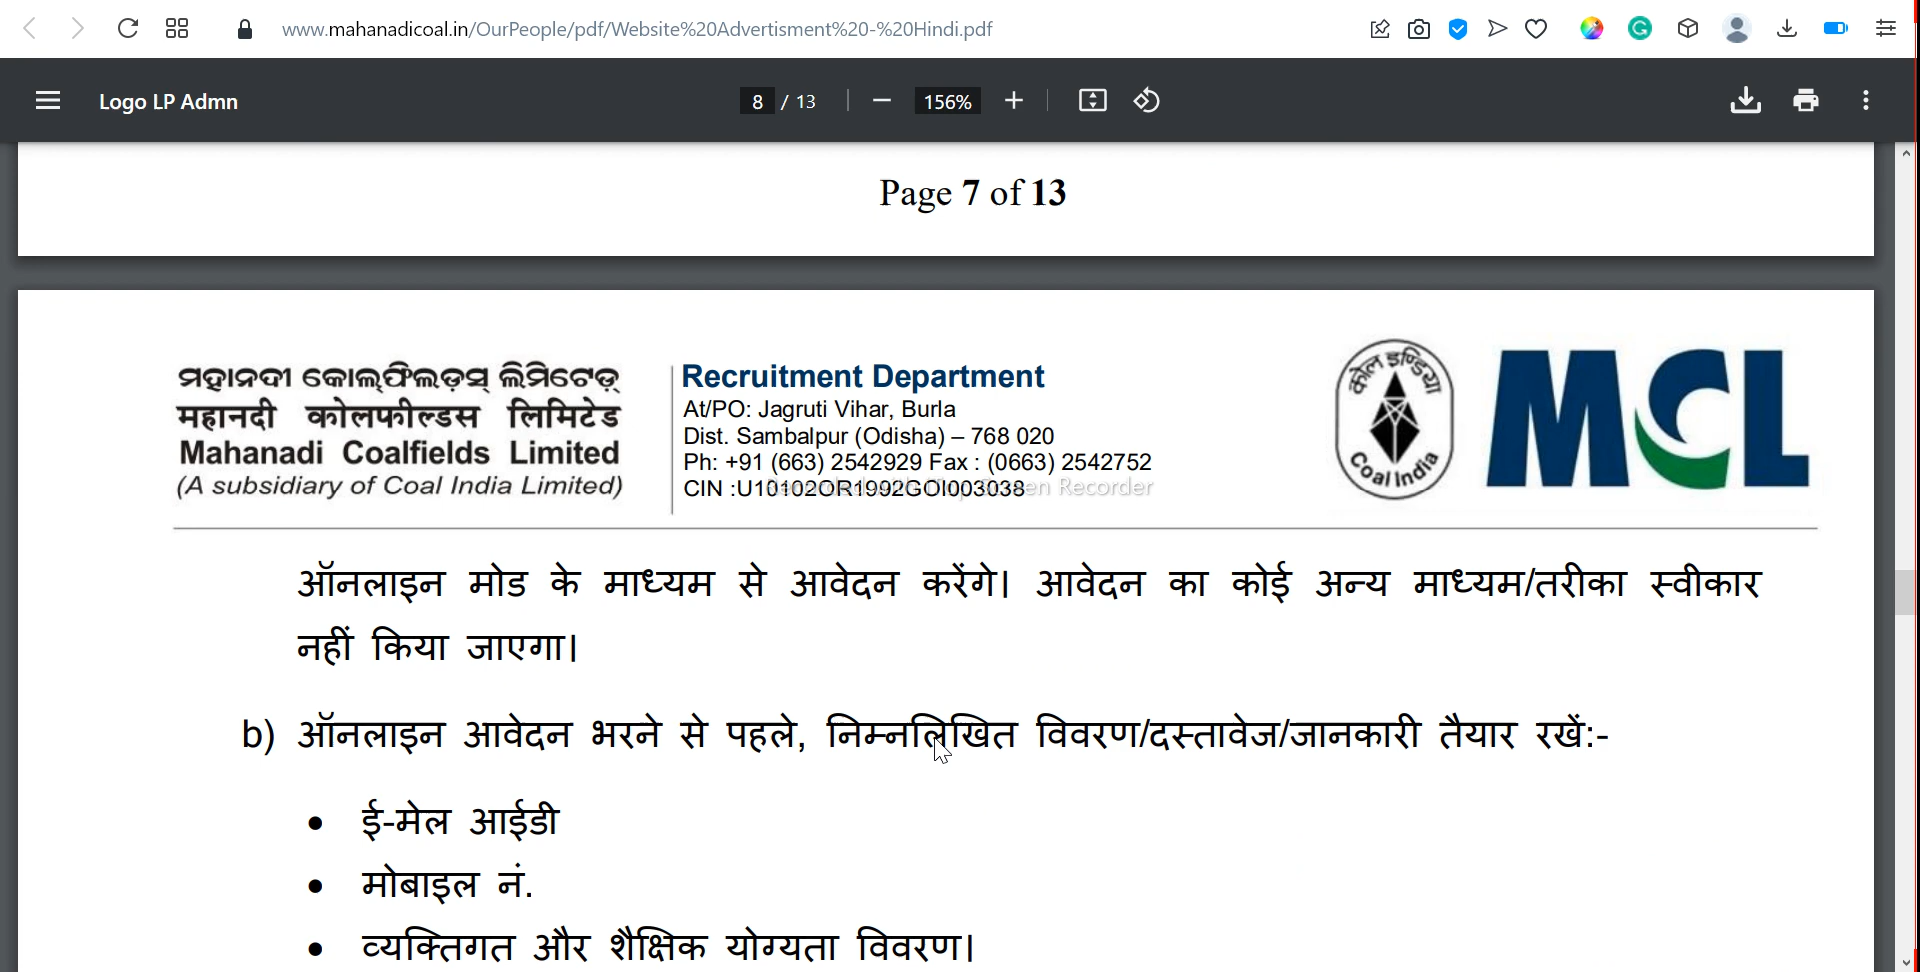 www.mahanadicoal.in/OurPeople/pdf/Website%20Advertisment%20-%20Hindi.pdf
Logo LP Admn
8 / 13
156%
Page 7 of 13
ମହାନଦୀ କୋଲ୍‌ଫିଲଡ଼ସ୍ ଲିମିଟେଡ଼୍
महानदी कोलफील्डस लिमिटेड
Mahanadi Coalfields Limited
(A subsidiary of Coal India Limited)
Recruitment Department
At/PO: Jagruti Vihar, Burla
Dist. Sambalpur (Odisha) – 768 020
Ph: +91 (663) 2542929 Fax : (0663) 2542752
CIN :U10102OR1992GOI003038
Screen Recorder
कोल इण्डिया
Coal India
MCL
ऑनलाइन मोड के माध्यम से आवेदन करेंगे। आवेदन का कोई अन्य माध्यम/तरीका स्वीकार
नहीं किया जाएगा।
b) ऑनलाइन आवेदन भरने से पहले, निम्नलिखित विवरण/दस्तावेज/जानकारी तैयार रखें:-
• ई-मेल आईडी
• मोबाइल नं.
• व्यक्तिगत और शैक्षिक योग्यता विवरण।